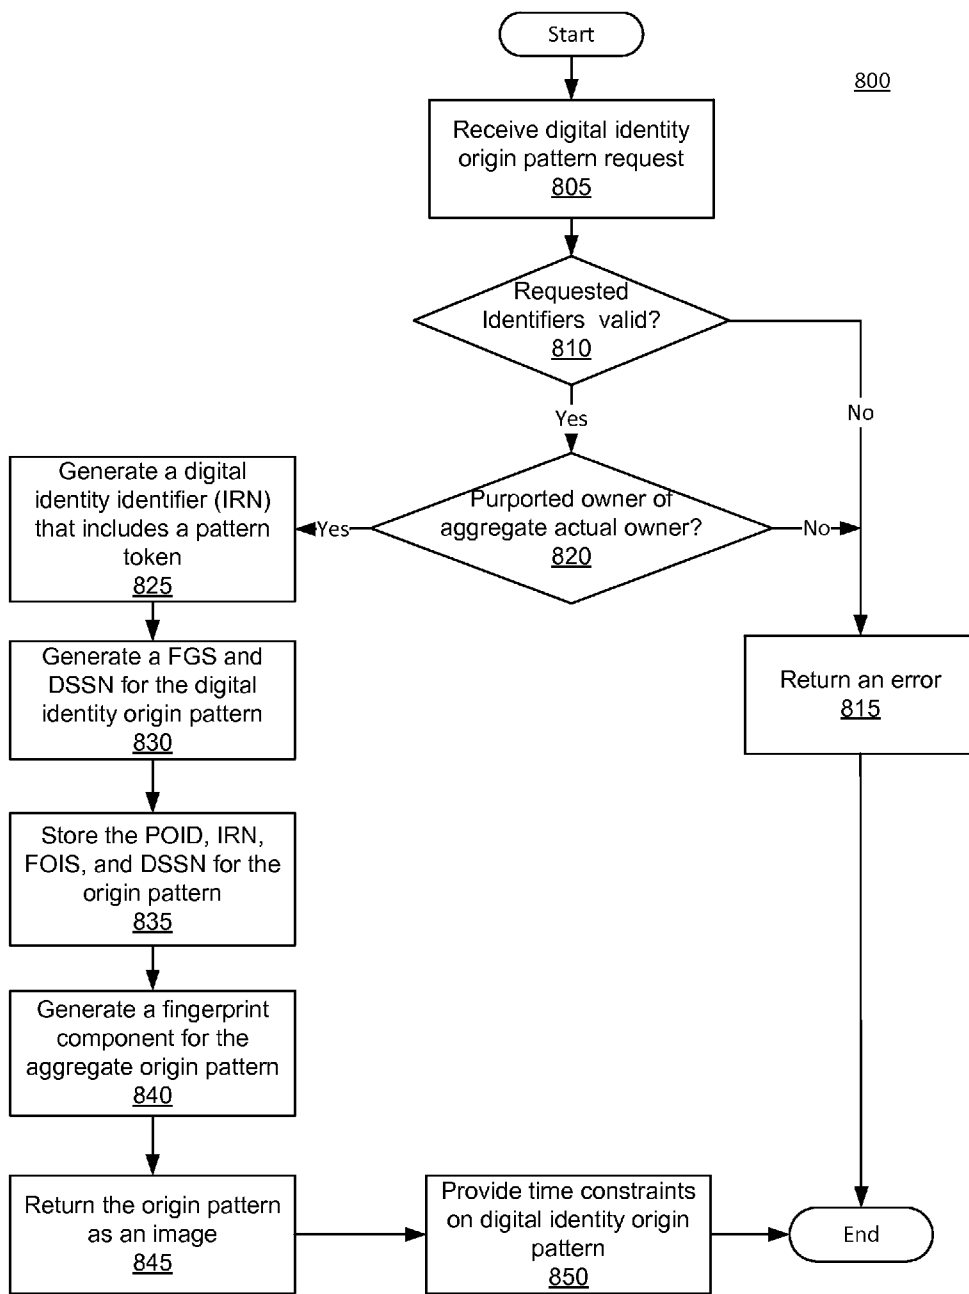 Start
800
Receive digital identity
origin pattern request
805
Requested
Identifiers valid?
810
No
Yes
Purported owner of
aggregate actual owner?
820
Yes
No
Generate a digital
identity identifier (IRN)
that includes a pattern
token
825
Generate a FGS and
DSSN for the digital
identity origin pattern
830
Return an error
815
Store the POID, IRN,
FOIS, and DSSN for the
origin pattern
835
Generate a fingerprint
component for the
aggregate origin pattern
840
Return the origin pattern
as an image
845
Provide time constraints
on digital identity origin
pattern
850
End